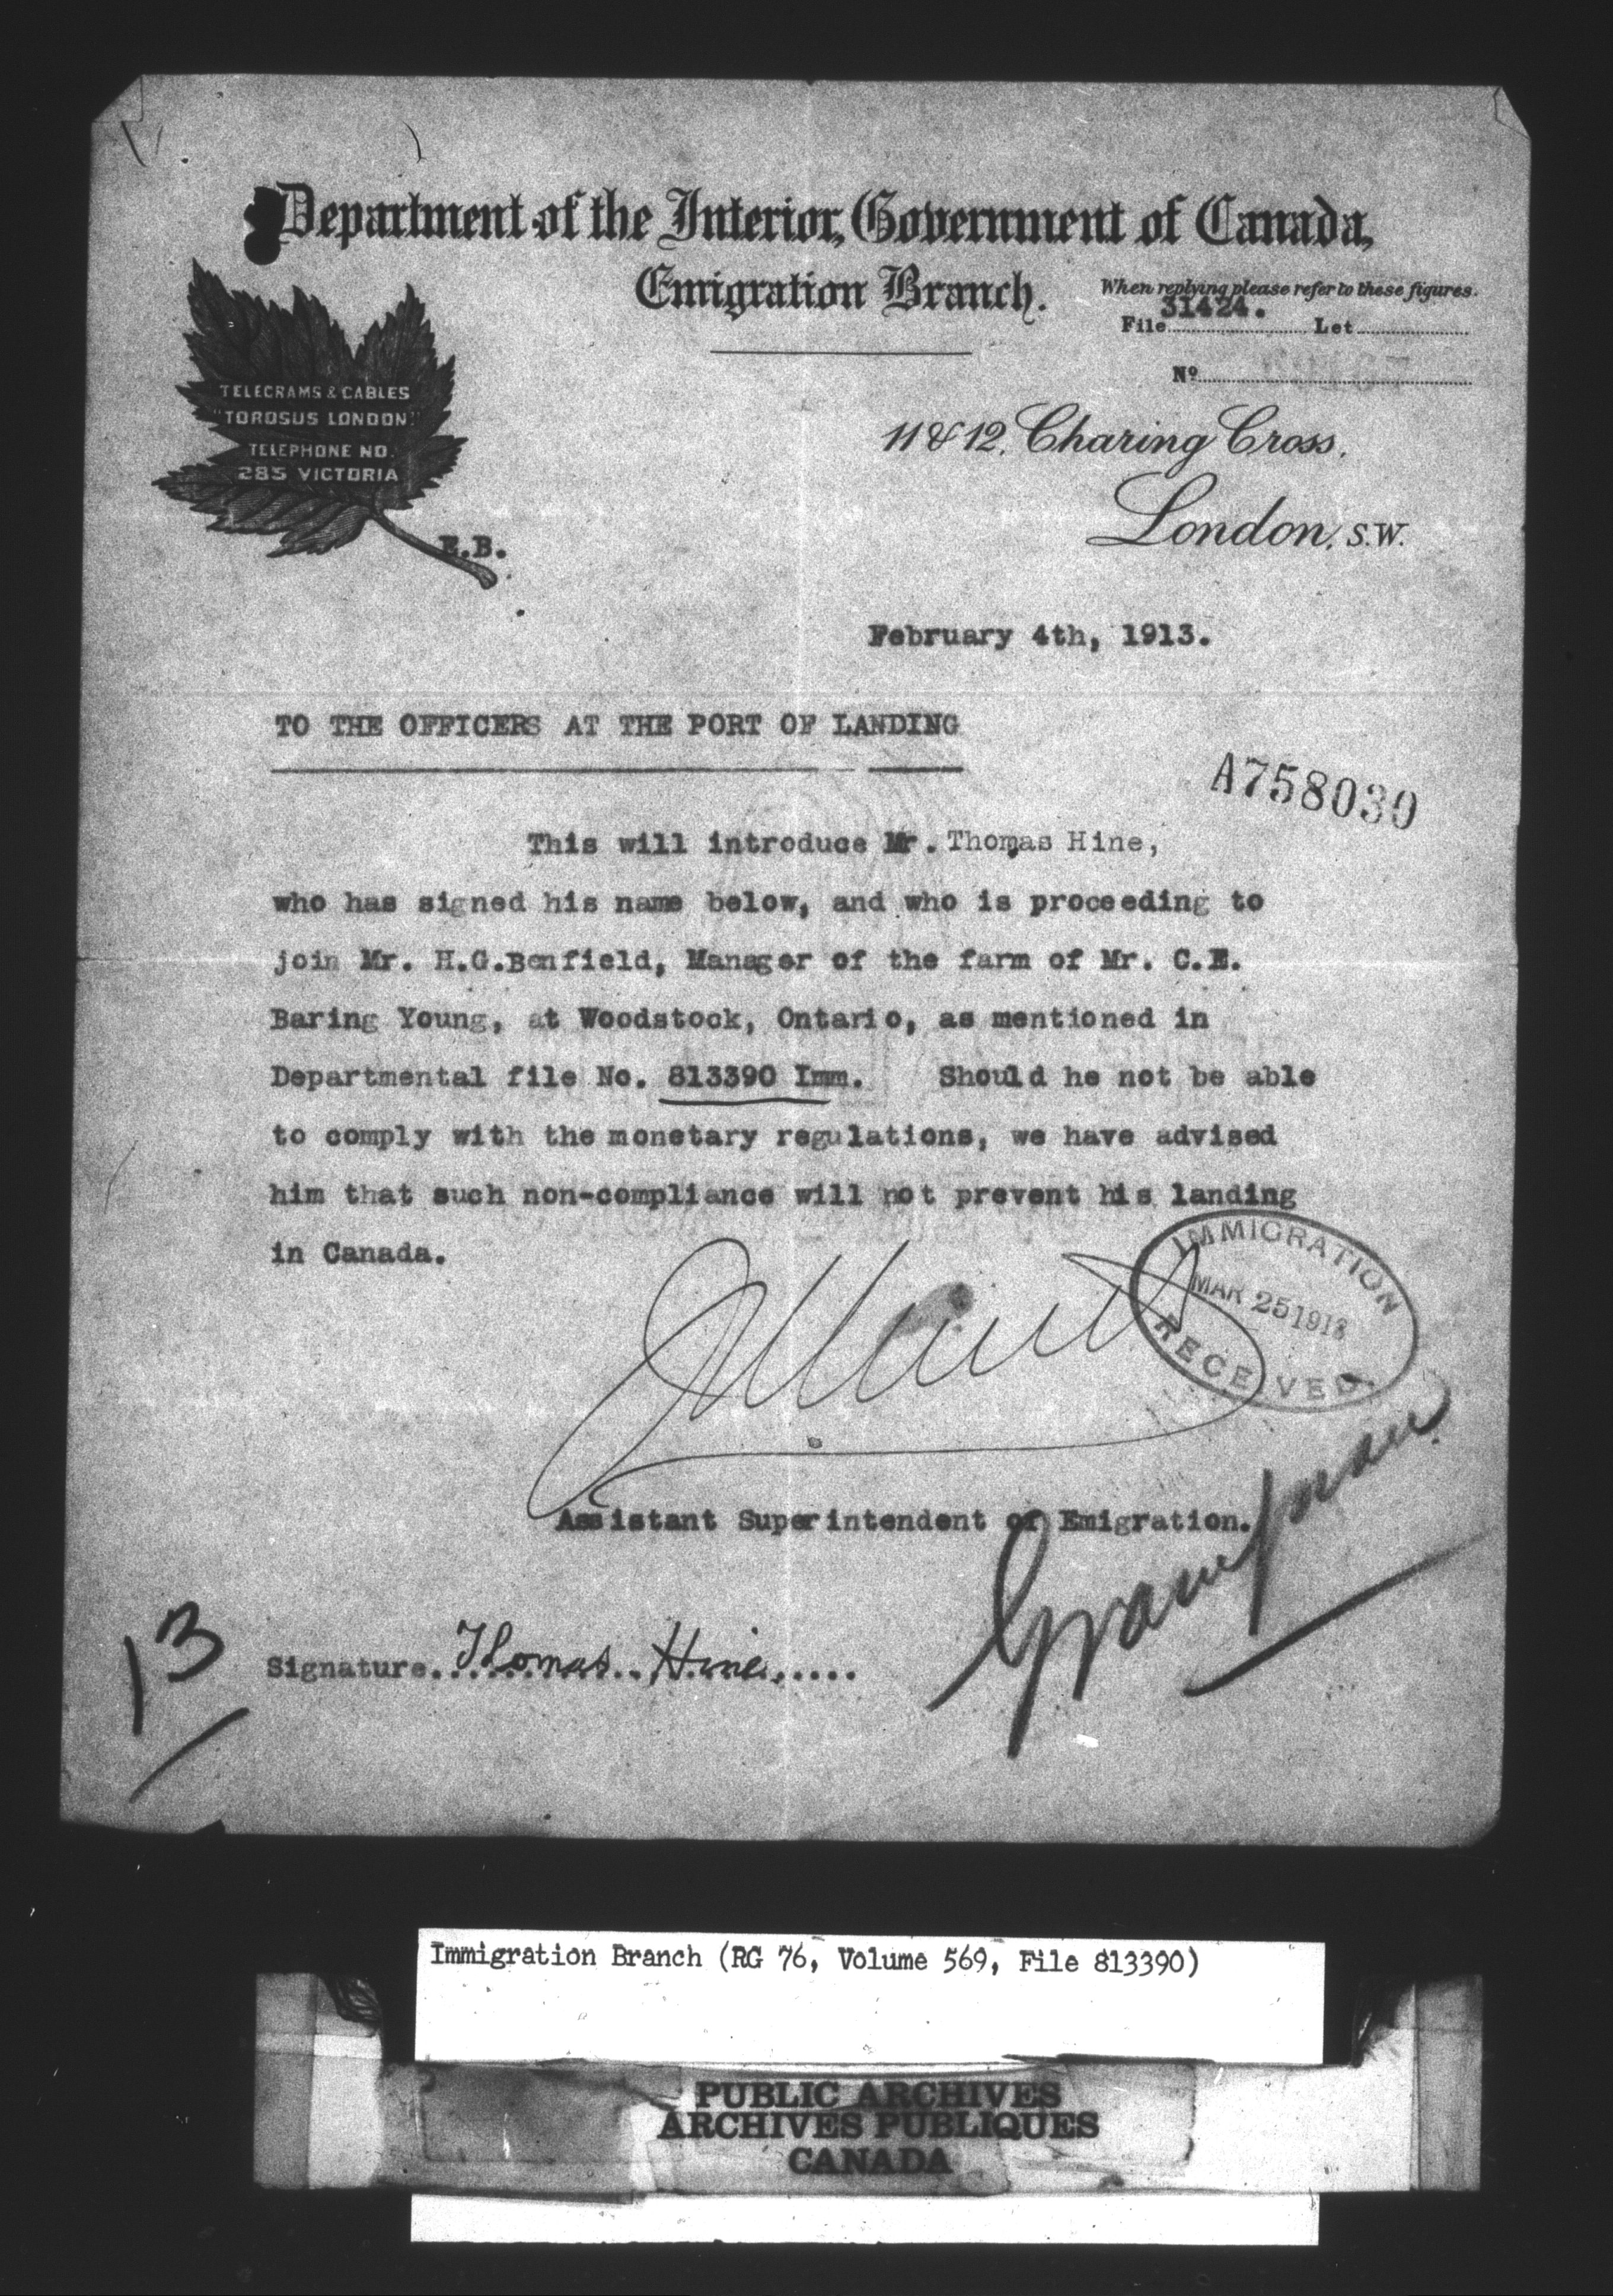 Department of the Interior, Government of Canada,
Emigration Branch.
When replying please refer to these figures.
File 31424. Let
Nº
TELEGRAMS & CABLES
"TOROSUS LONDON."
TELEPHONE NO.
285 VICTORIA
11 & 12, Charing Cross,
London, S.W.
E.B.
February 4th, 1913.
TO THE OFFICERS AT THE PORT OF LANDING
A758030
This will introduce Mr. Thomas Hine,
who has signed his name below, and who is proceeding to
join Mr. H.G.Benfield, Manager of the farm of Mr. C.E.
Baring Young, at Woodstock, Ontario, as mentioned in
Departmental file No. 813390 Imm. Should he not be able
to comply with the monetary regulations, we have advised
him that such non-compliance will not prevent his landing
in Canada.
IMMIGRATION
MAR 25 1913
RECEIVED
Assistant Superintendent of Emigration.
13
Signature..Thomas Hine.....
Immigration Branch (RG 76, Volume 569, File 813390)
PUBLIC ARCHIVES
ARCHIVES PUBLIQUES
CANADA